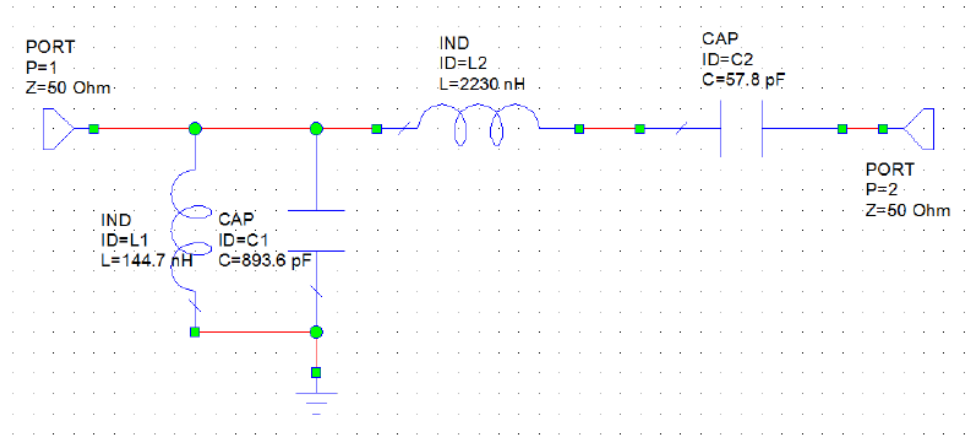 PORT
P=1
Z=50 Ohm
IND
ID=L2
L=2230 nH
CAP
ID=C2
C=57.8 pF
PORT
P=2
Z=50 Ohm
IND
ID=L1
L=144.7 nH
CAP
ID=C1
C=893.6 pF